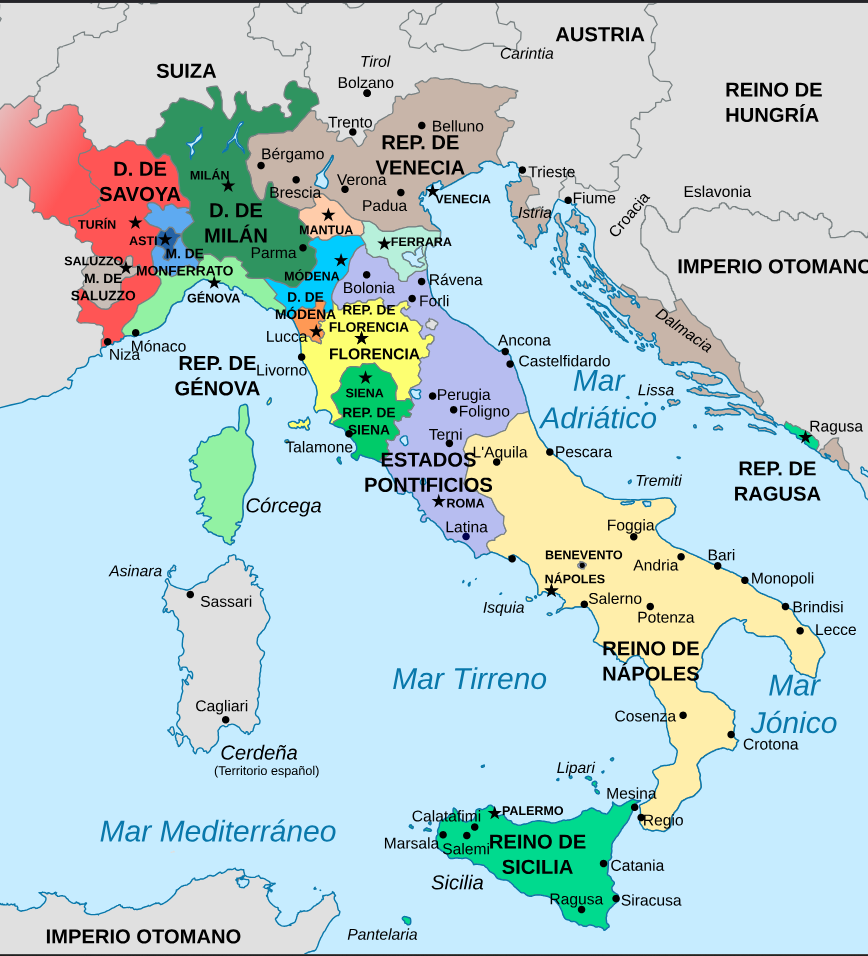 AUSTRIA
Carintia
Tirol
SUIZA
Bolzano
REINO DE
HUNGRÍA
Trento
Belluno
REP. DE
VENECIA
Bérgamo
D. DE
SAVOYA
MILÁN
Brescia
Verona
Padua
VENECIA
Trieste
Istria
Fiume
Croacia
Eslavonia
TURÍN
D. DE
MILÁN
MANTUA
ASTI
M. DE
MONFERRATO
Parma
FERRARA
SALUZZO
M. DE
SALUZZO
MÓDENA
IMPERIO OTOMANO
GÉNOVA
D. DE
MÓDENA
Bolonia
Rávena
Forli
REP. DE
FLORENCIA
FLORENCIA
Dalmacia
Niza
Mónaco
Lucca
REP. DE
GÉNOVA
Livorno
Ancona
Castelfidardo
Mar
Adriático
Lissa
SIENA
REP. DE
SIENA
Perugia
Foligno
Terni
Talamone
Ragusa
ESTADOS
PONTIFICIOS
L'Aquila
Pescara
REP. DE
RAGUSA
Tremiti
ROMA
Córcega
Latina
Foggia
BENEVENTO
Andria
Bari
Asinara
NÁPOLES
Monopoli
Sassari
Isquia
Salerno
Potenza
Brindisi
Lecce
REINO DE
NÁPOLES
Mar Tirreno
Mar
Jónico
Cagliari
Cosenza
Crotona
Cerdeña
(Territorio español)
Lipari
Mesina
Regio
Mar Mediterráneo
Calatafimi
PALERMO
Marsala
Salemi
REINO DE
SICILIA
Catania
Sicilia
Ragusa
Siracusa
IMPERIO OTOMANO
Pantelaria